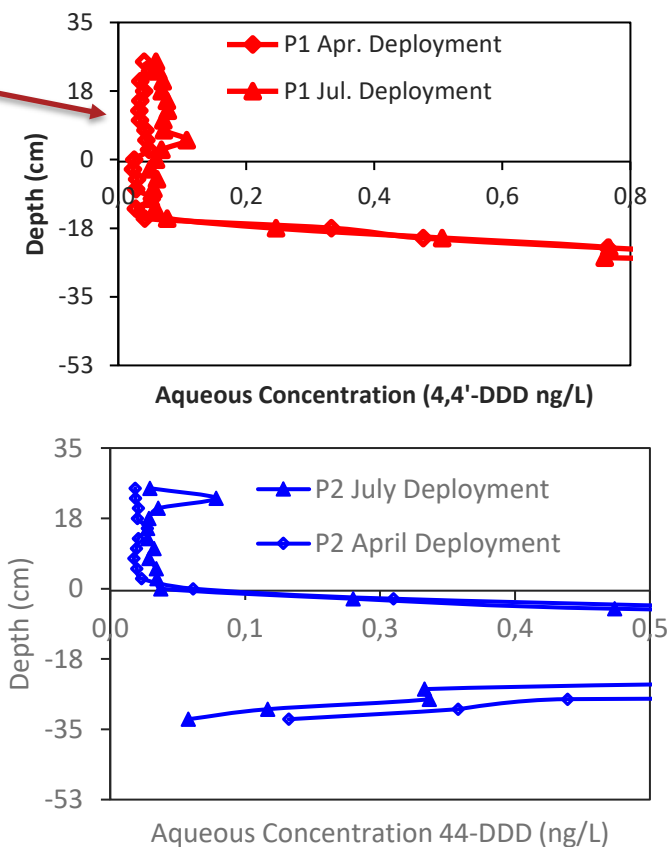 35
P1 Apr. Deployment
18
P1 Jul. Deployment
0
0,0 0,2 0,4 0,6 0,8
-18
-35
-53
Depth (cm)
Aqueous Concentration (4,4'-DDD ng/L)
35
P2 July Deployment
18
P2 April Deployment
0
0,0 0,1 0,3 0,4 0,5
-18
-35
-53
Depth (cm)
Aqueous Concentration 44-DDD (ng/L)